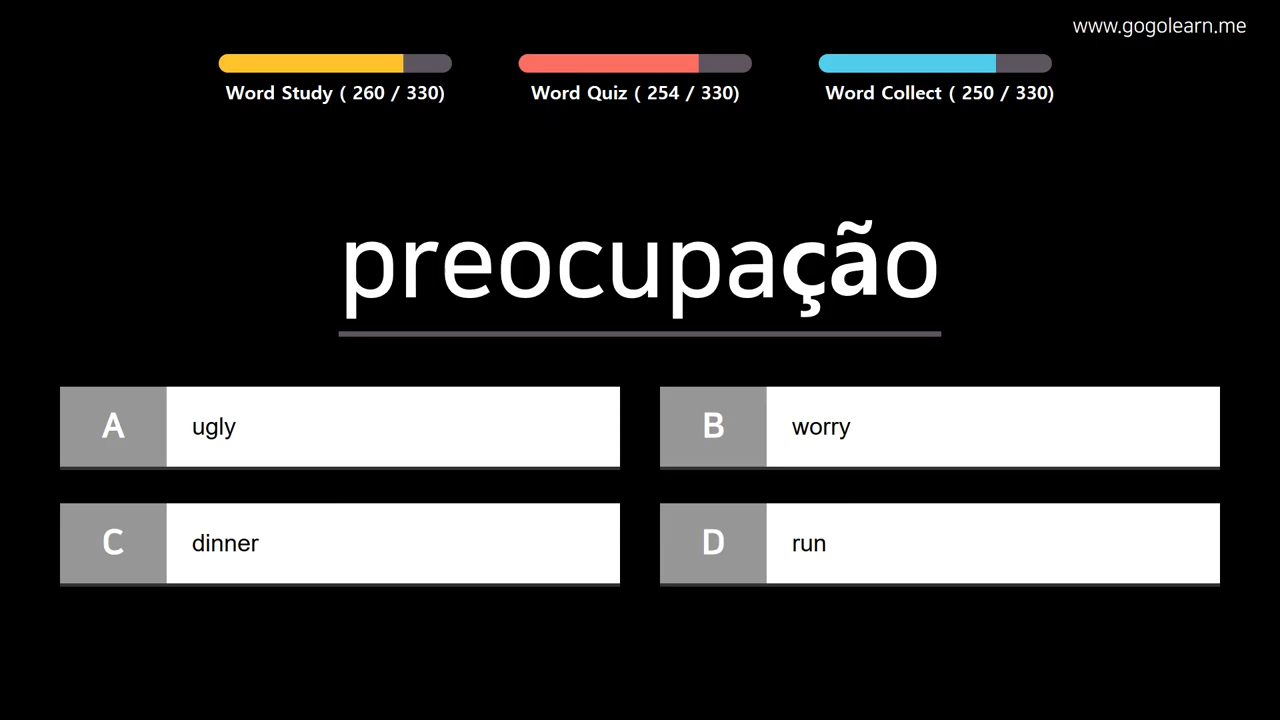 www.gogolearn.me
Word Study ( 260 / 330)
Word Quiz ( 254 / 330)
Word Collect ( 250 / 330)
preocupação
A ugly
B worry
C dinner
D run